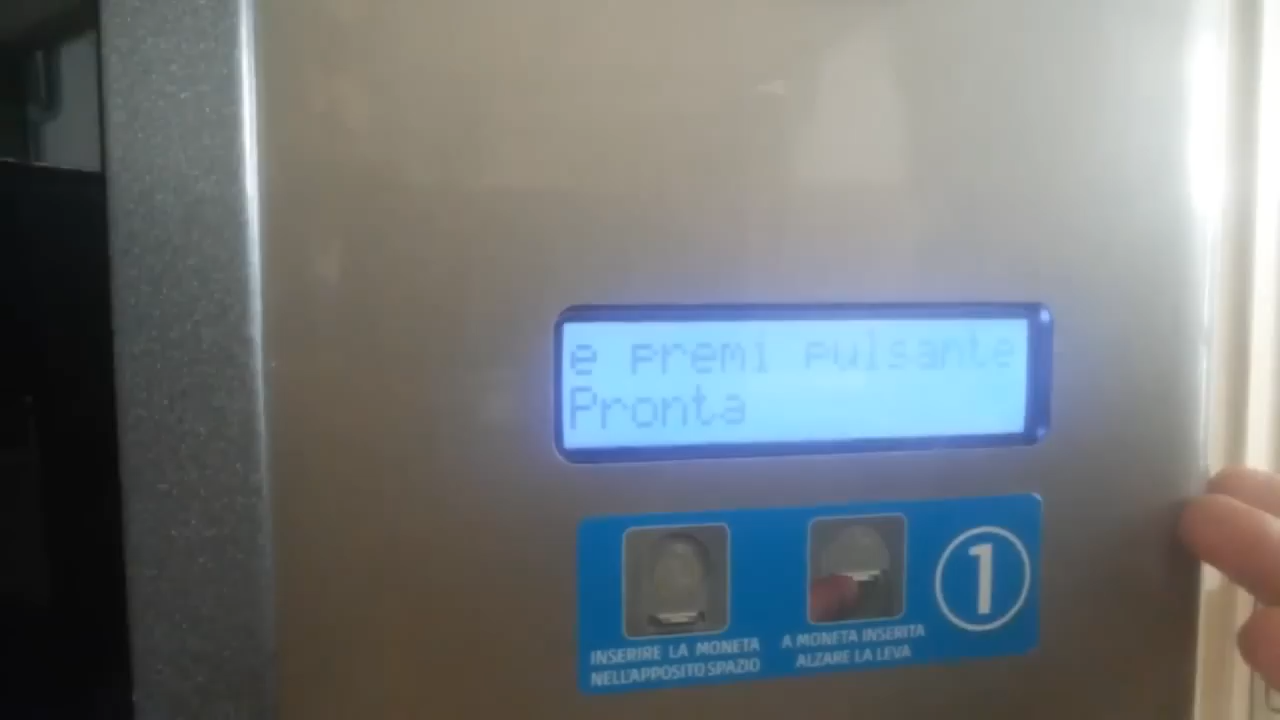 e premi pulsante
Pronta
1
INSERIRE LA MONETA
NELL'APPOSITO SPAZIO
A MONETA INSERITA
ALZARE LA LEVA